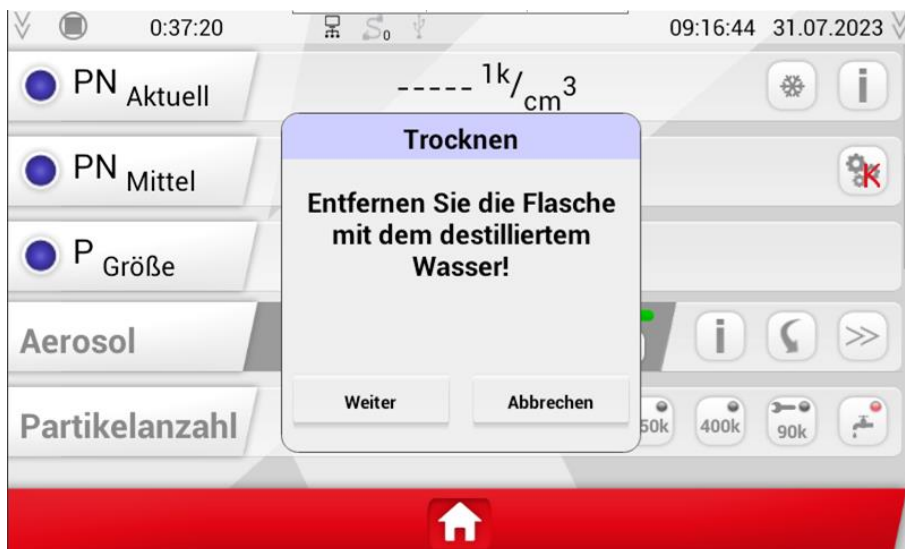 0:37:20
S0
09:16:44 31.07.2023
PN Aktuell
----- 1k/cm3
i
PN Mittel
K
Trocknen
Entfernen Sie die Flasche
mit dem destilliertem
Wasser!
P Größe
Aerosol
i
Weiter
Abbrechen
Partikelanzahl
50k
400k
90k